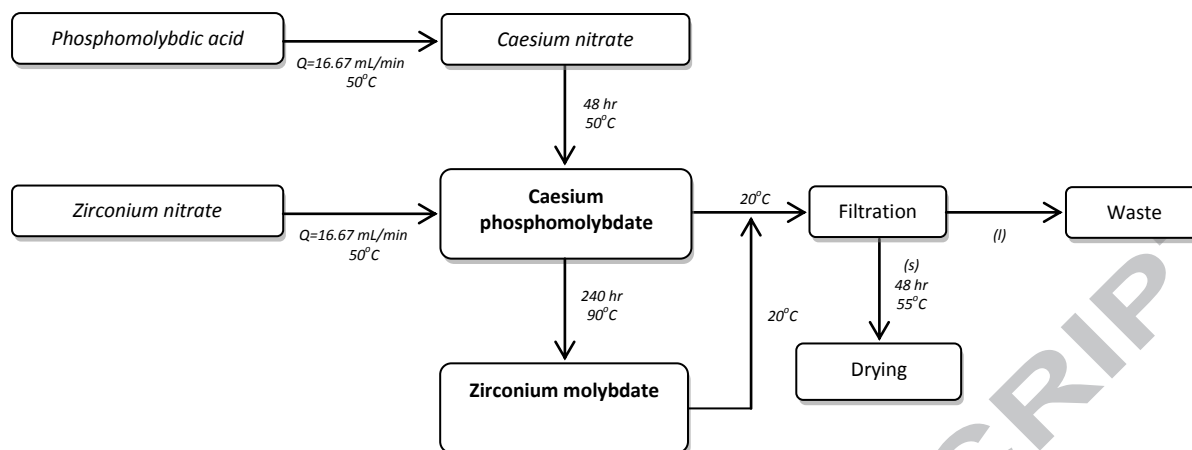 Phosphomolybdic acid
Q=16.67 mL/min
50°C
Caesium nitrate
48 hr
50°C
Zirconium nitrate
Q=16.67 mL/min
50°C
Caesium
phosphomolybdate
20°C
Filtration
(l)
Waste
(s)
48 hr
55°C
240 hr
90°C
20°C
Drying
Zirconium molybdate
CRIP